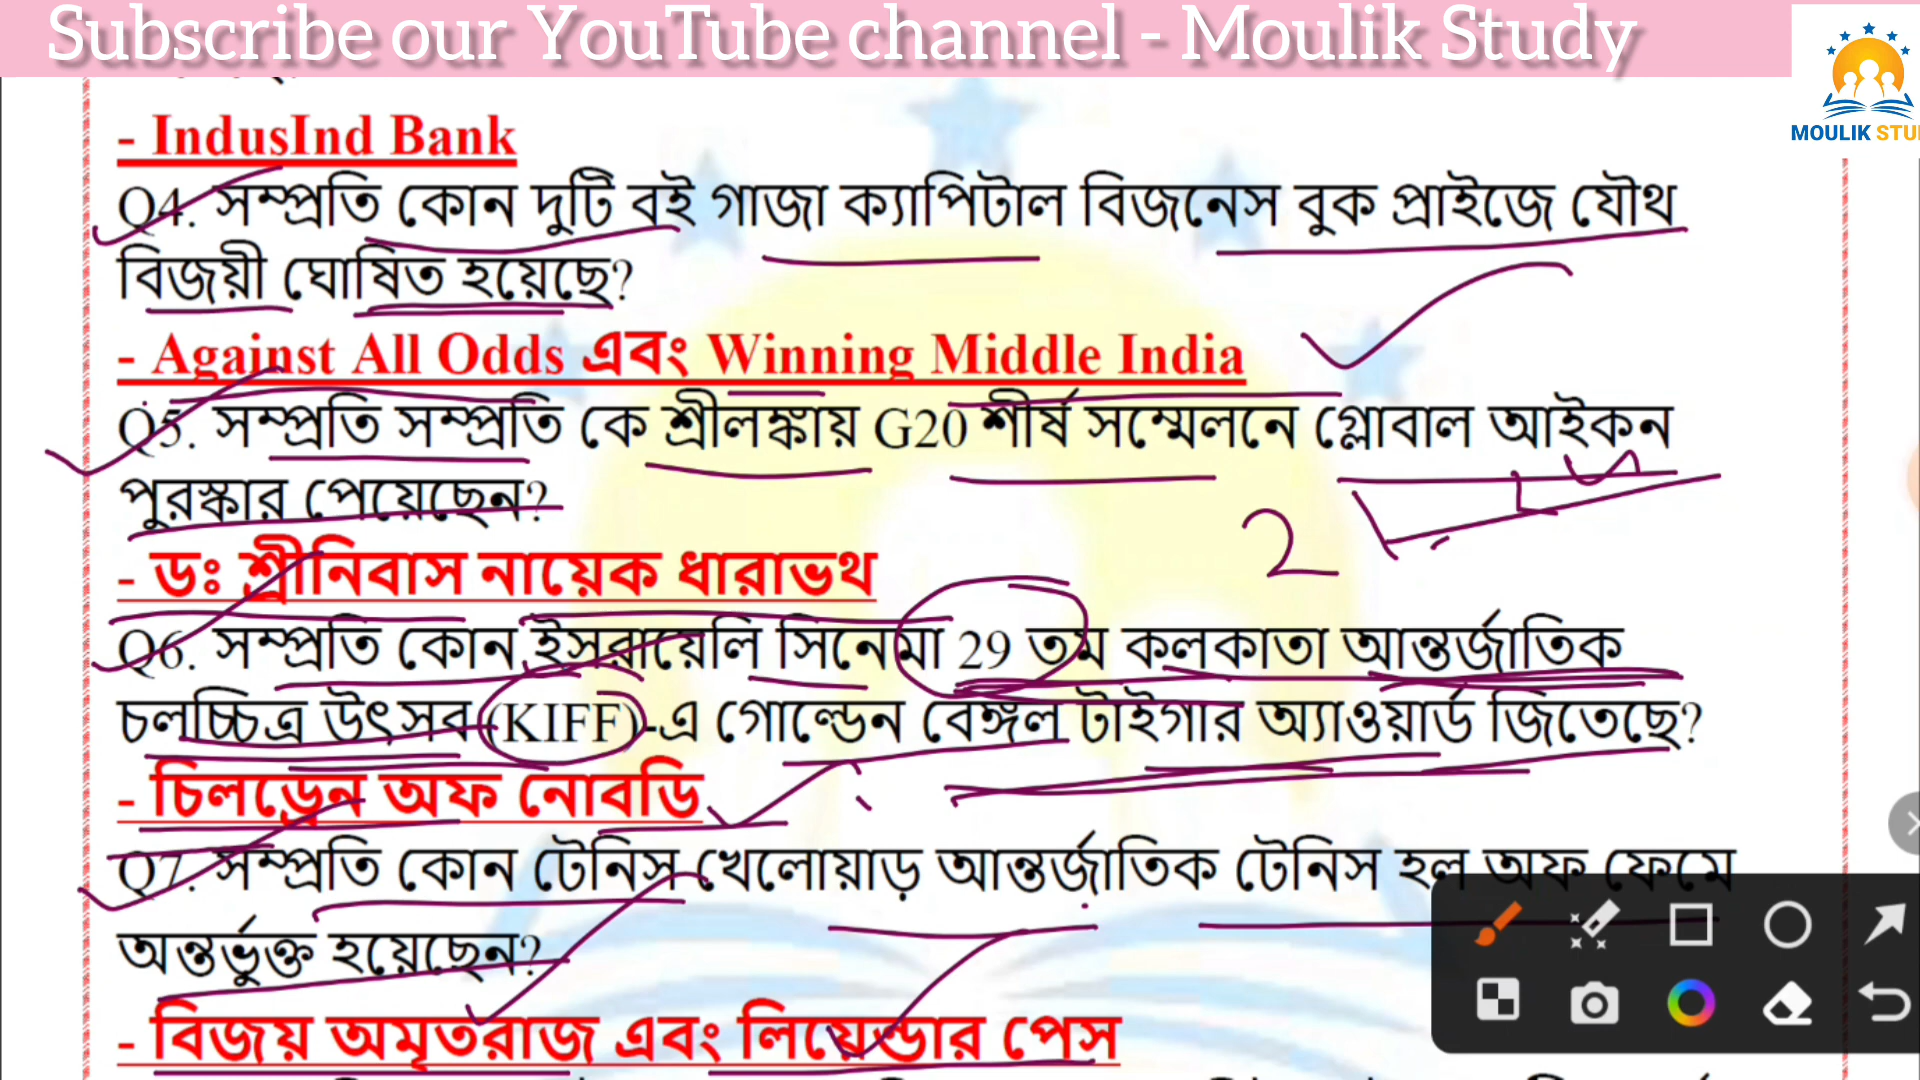 Subscribe our YouTube channel - Moulik Study
MOULIK STU
- IndusInd Bank
Q4. সম্প্রতি কোন দুটি বই গাজা ক্যাপিটাল বিজনেস বুক প্রাইজে যৌথ
বিজয়ী ঘোষিত হয়েছে?
- Against All Odds এবং Winning Middle India
Q5. সম্প্রতি সম্প্রতি কে শ্রীলঙ্কায় G20 শীর্ষ সম্মেলনে গ্লোবাল আইকন
পুরস্কার পেয়েছেন?
2
- ডঃ শ্রীনিবাস নায়েক ধারাভথ
Q6. সম্প্রতি কোন ইসরায়েলি সিনেমা 29 তম কলকাতা আন্তর্জাতিক
চলচ্চিত্র উৎসব (KIFF)-এ গোল্ডেন বেঙ্গল টাইগার অ্যাওয়ার্ড জিতেছে?
- চিলড্রেন অফ নোবডি
Q7. সম্প্রতি কোন টেনিস খেলোয়াড় আন্তর্জাতিক টেনিস হল অফ ফেমে
অন্তর্ভুক্ত হয়েছেন?
- বিজয় অমৃতরাজ এবং লিয়েন্ডার পেস